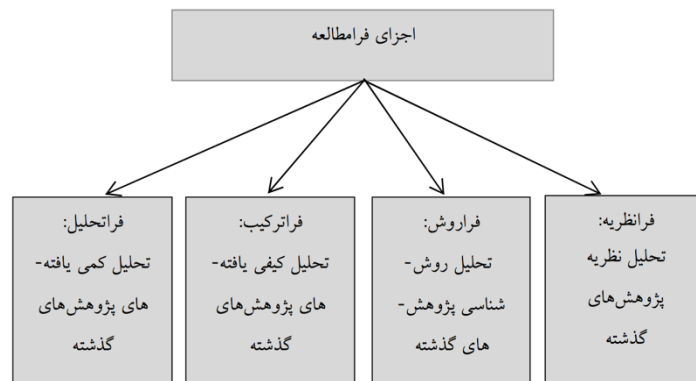 اجزای فرامطالعه
فرانظریه:
تحلیل نظریه
پژوهش‌های
گذشته
فراروش:
تحلیل روش-
شناسی پژوهش-
های گذشته
فراترکیب:
تحلیل کیفی یافته-
های پژوهش‌های
گذشته
فراتحلیل:
تحلیل کمی یافته-
های پژوهش‌های
گذشته